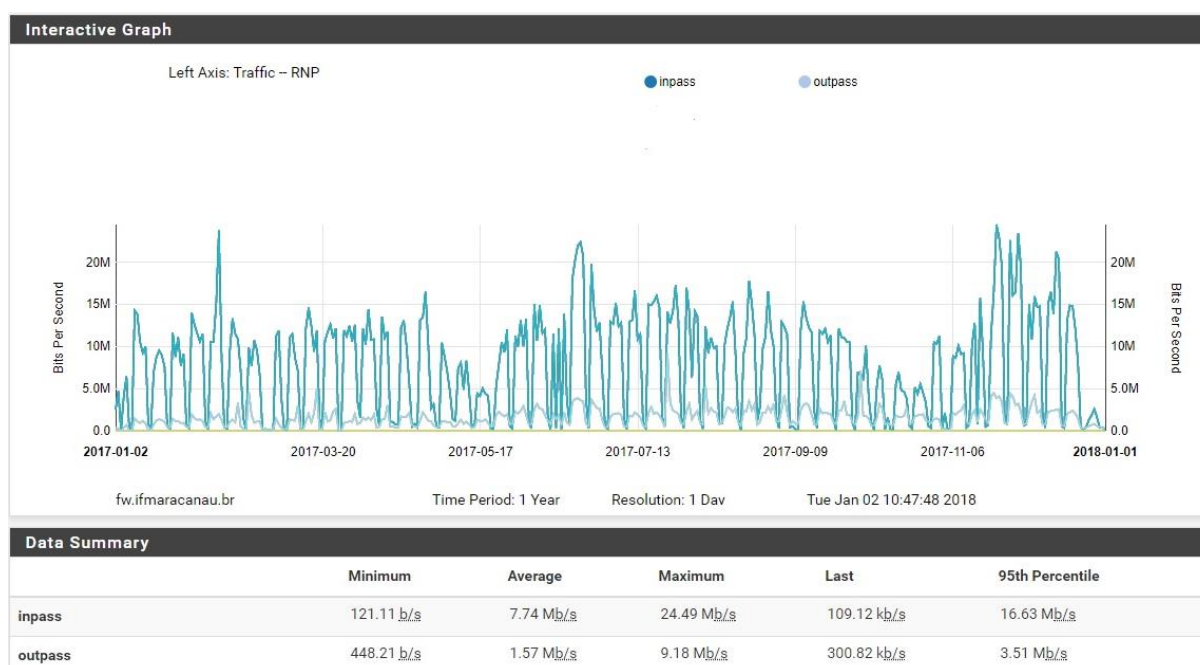 Interactive Graph
Left Axis: Traffic -- RNP
inpass
outpass
Bits Per Second
20M
15M
10M
5.0M
0.0
20M
15M
10M
5.0M
0.0
Bits Per Second
2017-01-02 2017-03-20 2017-05-17 2017-07-13 2017-09-09 2017-11-06 2018-01-01
fw.ifmaracanau.br Time Period: 1 Year Resolution: 1 Day Tue Jan 02 10:47:48 2018
Data Summary
Minimum Average Maximum Last 95th Percentile
inpass 121.11 b/s 7.74 Mb/s 24.49 Mb/s 109.12 kb/s 16.63 Mb/s
outpass 448.21 b/s 1.57 Mb/s 9.18 Mb/s 300.82 kb/s 3.51 Mb/s